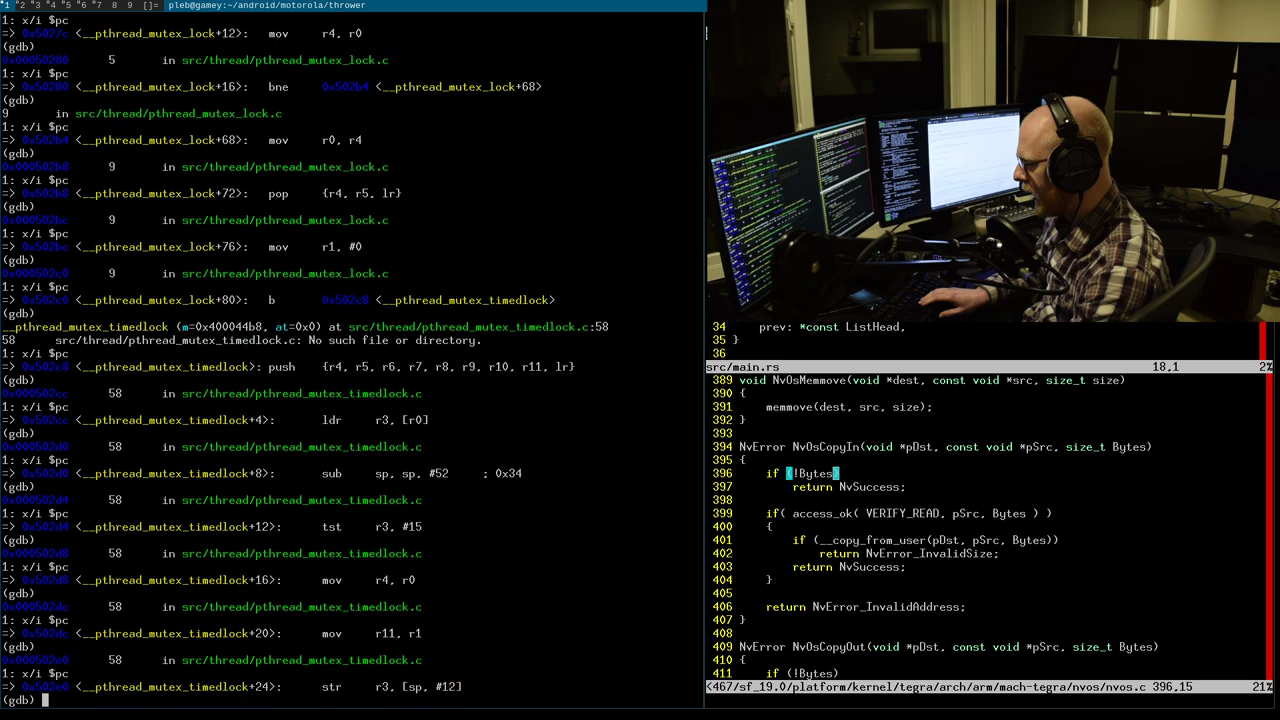 1 2 3 4 5 6 7 8 9 []= pleb@gamey:~/android/motorola/thrower
1: x/i $pc
=> 0x5027c <__pthread_mutex_lock+12>: mov r4, r0
(gdb)
0x00050280 5 in src/thread/pthread_mutex_lock.c
1: x/i $pc
=> 0x50280 <__pthread_mutex_lock+16>: bne 0x502b4 <__pthread_mutex_lock+68>
(gdb)
9 in src/thread/pthread_mutex_lock.c
1: x/i $pc
=> 0x502b4 <__pthread_mutex_lock+68>: mov r0, r4
(gdb)
0x000502b8 9 in src/thread/pthread_mutex_lock.c
1: x/i $pc
=> 0x502b8 <__pthread_mutex_lock+72>: pop {r4, r5, lr}
(gdb)
0x000502bc 9 in src/thread/pthread_mutex_lock.c
1: x/i $pc
=> 0x502bc <__pthread_mutex_lock+76>: mov r1, #0
(gdb)
0x000502c0 9 in src/thread/pthread_mutex_lock.c
1: x/i $pc
=> 0x502c0 <__pthread_mutex_lock+80>: b 0x502c8 <__pthread_mutex_timedlock>
(gdb)
__pthread_mutex_timedlock (m=0x400044b8, at=0x0) at src/thread/pthread_mutex_timedlock.c:58
58 src/thread/pthread_mutex_timedlock.c: No such file or directory.
1: x/i $pc
=> 0x502c8 <__pthread_mutex_timedlock>: push {r4, r5, r6, r7, r8, r9, r10, r11, lr}
(gdb)
0x000502cc 58 in src/thread/pthread_mutex_timedlock.c
1: x/i $pc
=> 0x502cc <__pthread_mutex_timedlock+4>: ldr r3, [r0]
(gdb)
0x000502d0 58 in src/thread/pthread_mutex_timedlock.c
1: x/i $pc
=> 0x502d0 <__pthread_mutex_timedlock+8>: sub sp, sp, #52 ; 0x34
(gdb)
0x000502d4 58 in src/thread/pthread_mutex_timedlock.c
1: x/i $pc
=> 0x502d4 <__pthread_mutex_timedlock+12>: tst r3, #15
(gdb)
0x000502d8 58 in src/thread/pthread_mutex_timedlock.c
1: x/i $pc
=> 0x502d8 <__pthread_mutex_timedlock+16>: mov r4, r0
(gdb)
0x000502dc 58 in src/thread/pthread_mutex_timedlock.c
1: x/i $pc
=> 0x502dc <__pthread_mutex_timedlock+20>: mov r11, r1
(gdb)
0x000502e0 58 in src/thread/pthread_mutex_timedlock.c
1: x/i $pc
=> 0x502e0 <__pthread_mutex_timedlock+24>: str r3, [sp, #12]
(gdb)
34 prev: *const ListHead,
35 }
36
src/main.rs 18,1 2%
389 void NvOsMemmove(void *dest, const void *src, size_t size)
390 {
391 memmove(dest, src, size);
392 }
393
394 NvError NvOsCopyIn(void *pDst, const void *pSrc, size_t Bytes)
395 {
396 if (!Bytes)
397 return NvSuccess;
398
399 if( access_ok( VERIFY_READ, pSrc, Bytes ) )
400 {
401 if (__copy_from_user(pDst, pSrc, Bytes))
402 return NvError_InvalidSize;
403 return NvSuccess;
404 }
405
406 return NvError_InvalidAddress;
407 }
408
409 NvError NvOsCopyOut(void *pDst, const void *pSrc, size_t Bytes)
410 {
411 if (!Bytes)
<467/sf_19.0/platform/kernel/tegra/arch/arm/mach-tegra/nvos/nvos.c 396,15 21%